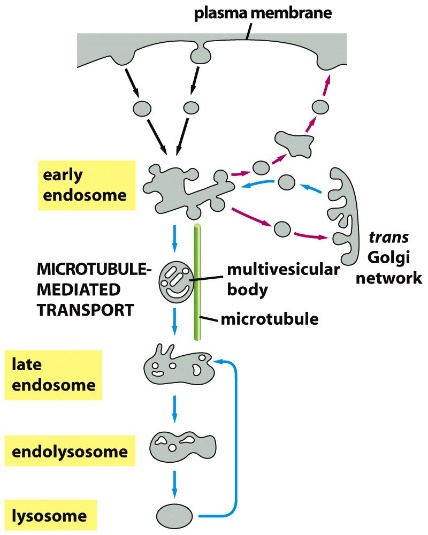 plasma membrane
early
endosome
trans
Golgi
network
MICROTUBULE-
MEDIATED
TRANSPORT
multivesicular
body
microtubule
late
endosome
endolysosome
lysosome